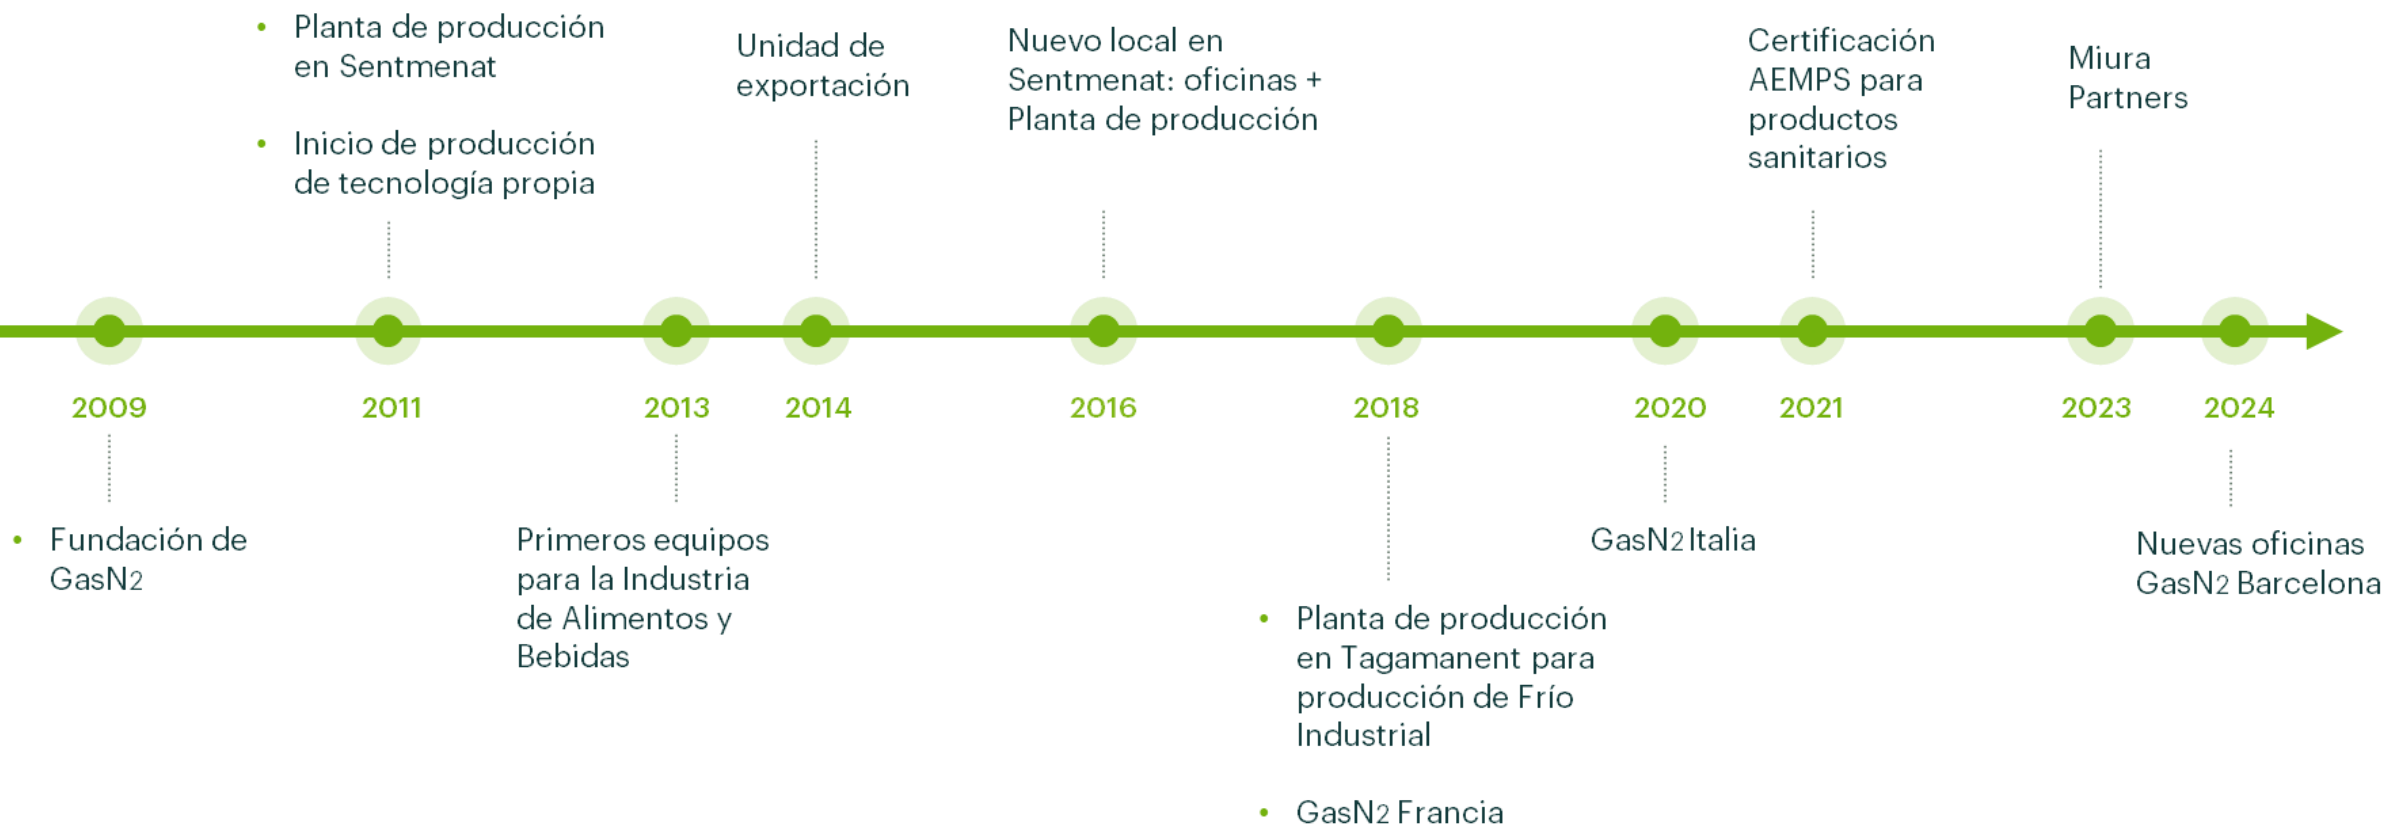 • Planta de producción
en Sentmenat
• Inicio de producción
de tecnología propia
Unidad de
exportación
Nuevo local en
Sentmenat: oficinas +
Planta de producción
Certificación
AEMPS para
productos
sanitarios
Miura
Partners
2009
2011
2013
2014
2016
2018
2020
2021
2023
2024
• Fundación de
GasN2
Primeros equipos
para la Industria
de Alimentos y
Bebidas
• Planta de producción
en Tagamanent para
producción de Frío
Industrial
• GasN2 Francia
GasN2 Italia
Nuevas oficinas
GasN2 Barcelona